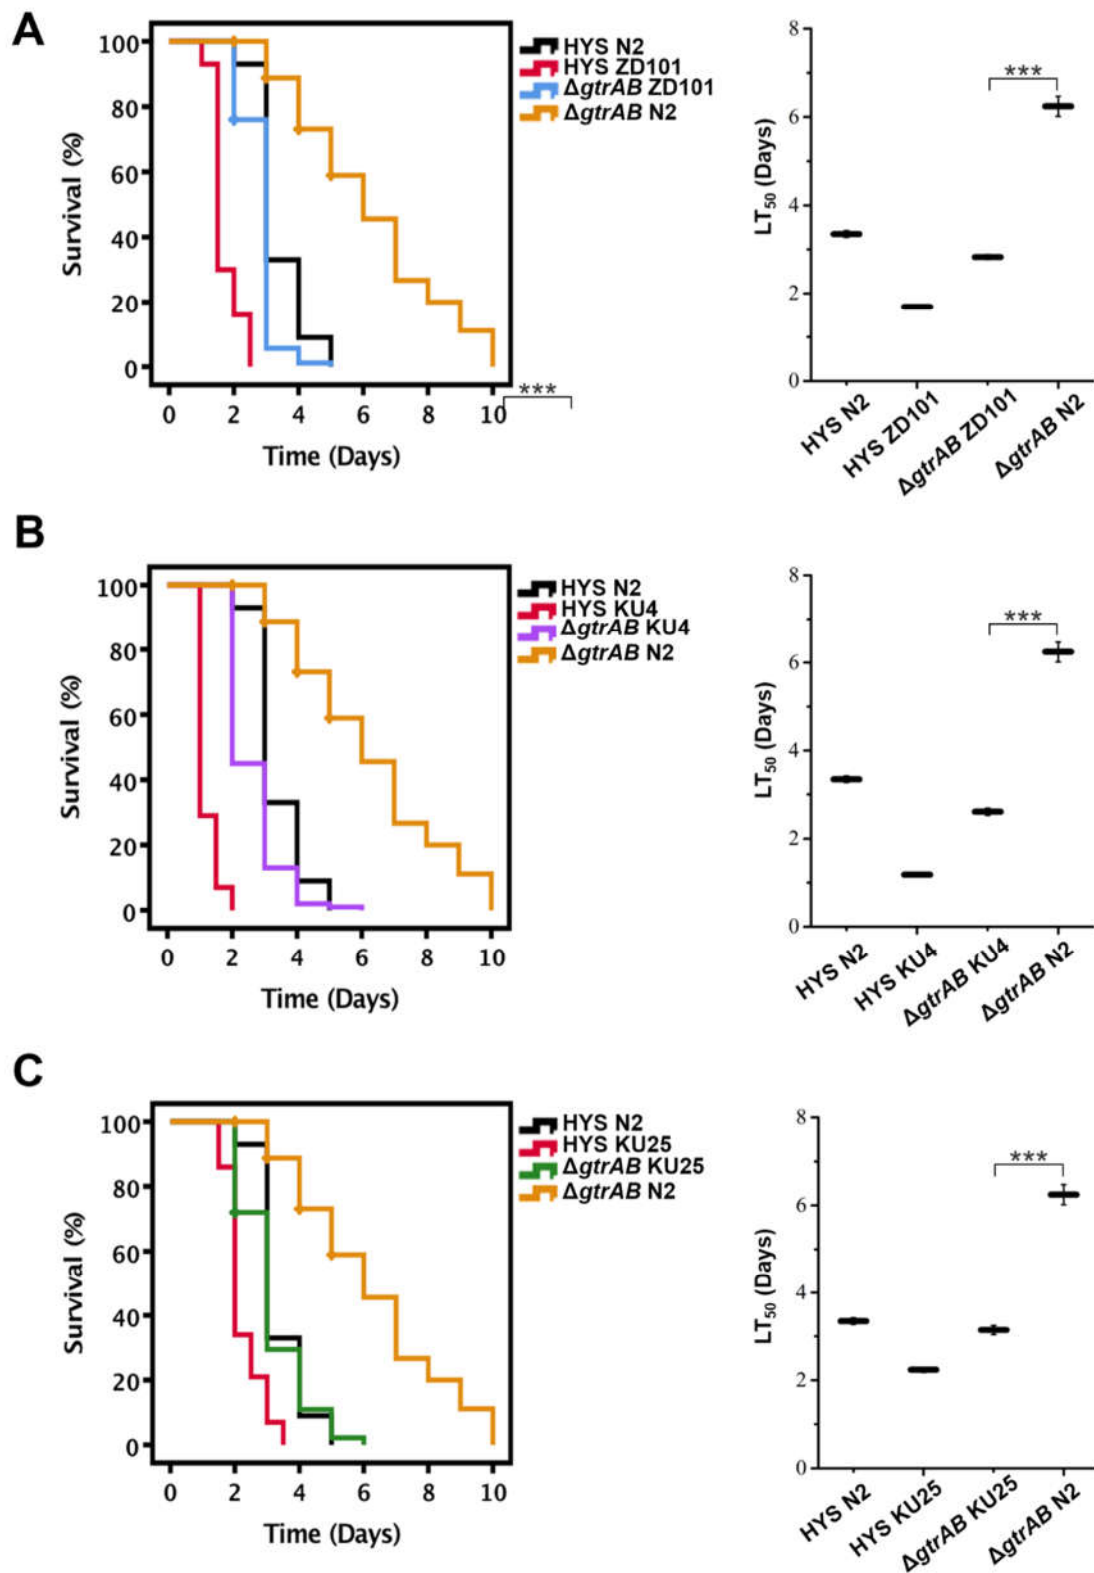 A
100
80
60
40
20
0
Survival (%)
0 2 4 6 8 10
Time (Days)
***
HYS N2
HYS ZD101
ΔgtrAB ZD101
ΔgtrAB N2
8
6
4
2
0
LT50 (Days)
***
HYS N2
HYS ZD101
ΔgtrAB ZD101
ΔgtrAB N2
B
100
80
60
40
20
0
Survival (%)
0 2 4 6 8 10
Time (Days)
HYS N2
HYS KU4
ΔgtrAB KU4
ΔgtrAB N2
8
6
4
2
0
LT50 (Days)
***
HYS N2
HYS KU4
ΔgtrAB KU4
ΔgtrAB N2
C
100
80
60
40
20
0
Survival (%)
0 2 4 6 8 10
Time (Days)
HYS N2
HYS KU25
ΔgtrAB KU25
ΔgtrAB N2
8
6
4
2
0
LT50 (Days)
***
HYS N2
HYS KU25
ΔgtrAB KU25
ΔgtrAB N2